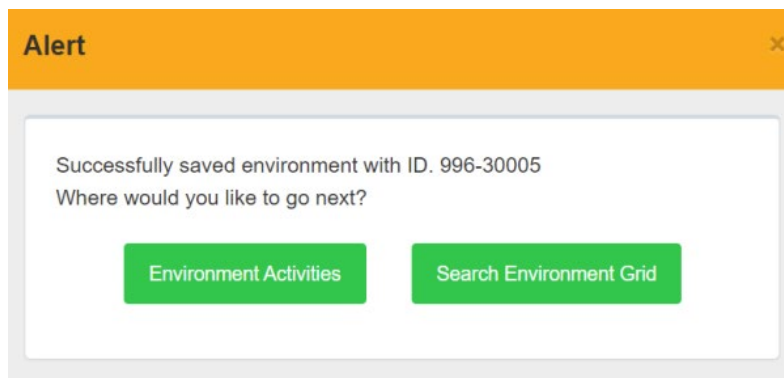 Alert
×
Successfully saved environment with ID. 996-30005
Where would you like to go next?
Environment Activities
Search Environment Grid